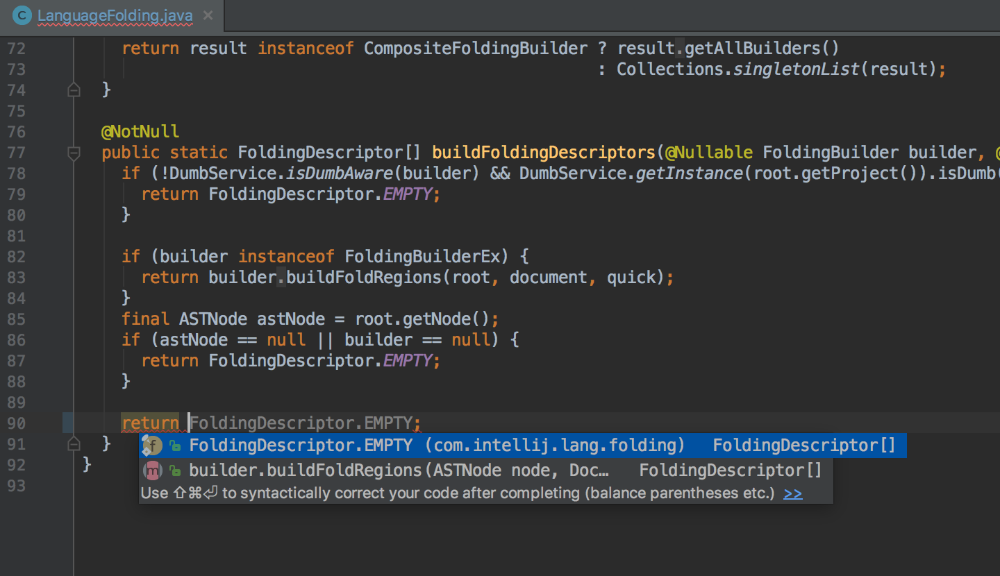 C LanguageFolding.java ×
72 return result instanceof CompositeFoldingBuilder ? result.getAllBuilders()
73 : Collections.singletonList(result);
74 }
75
76 @NotNull
77 public static FoldingDescriptor[] buildFoldingDescriptors(@Nullable FoldingBuilder builder, @
78 if (!DumbService.isDumbAware(builder) && DumbService.getInstance(root.getProject()).isDumb(
79 return FoldingDescriptor.EMPTY;
80 }
81
82 if (builder instanceof FoldingBuilderEx) {
83 return builder.buildFoldRegions(root, document, quick);
84 }
85 final ASTNode astNode = root.getNode();
86 if (astNode == null || builder == null) {
87 return FoldingDescriptor.EMPTY;
88 }
89
90 return FoldingDescriptor.EMPTY;
f FoldingDescriptor.EMPTY (com.intellij.lang.folding) FoldingDescriptor[]
91 }
m builder.buildFoldRegions(ASTNode node, Doc… FoldingDescriptor[]
92 }
Use ⇧⌘⏎ to syntactically correct your code after completing (balance parentheses etc.) >>
93